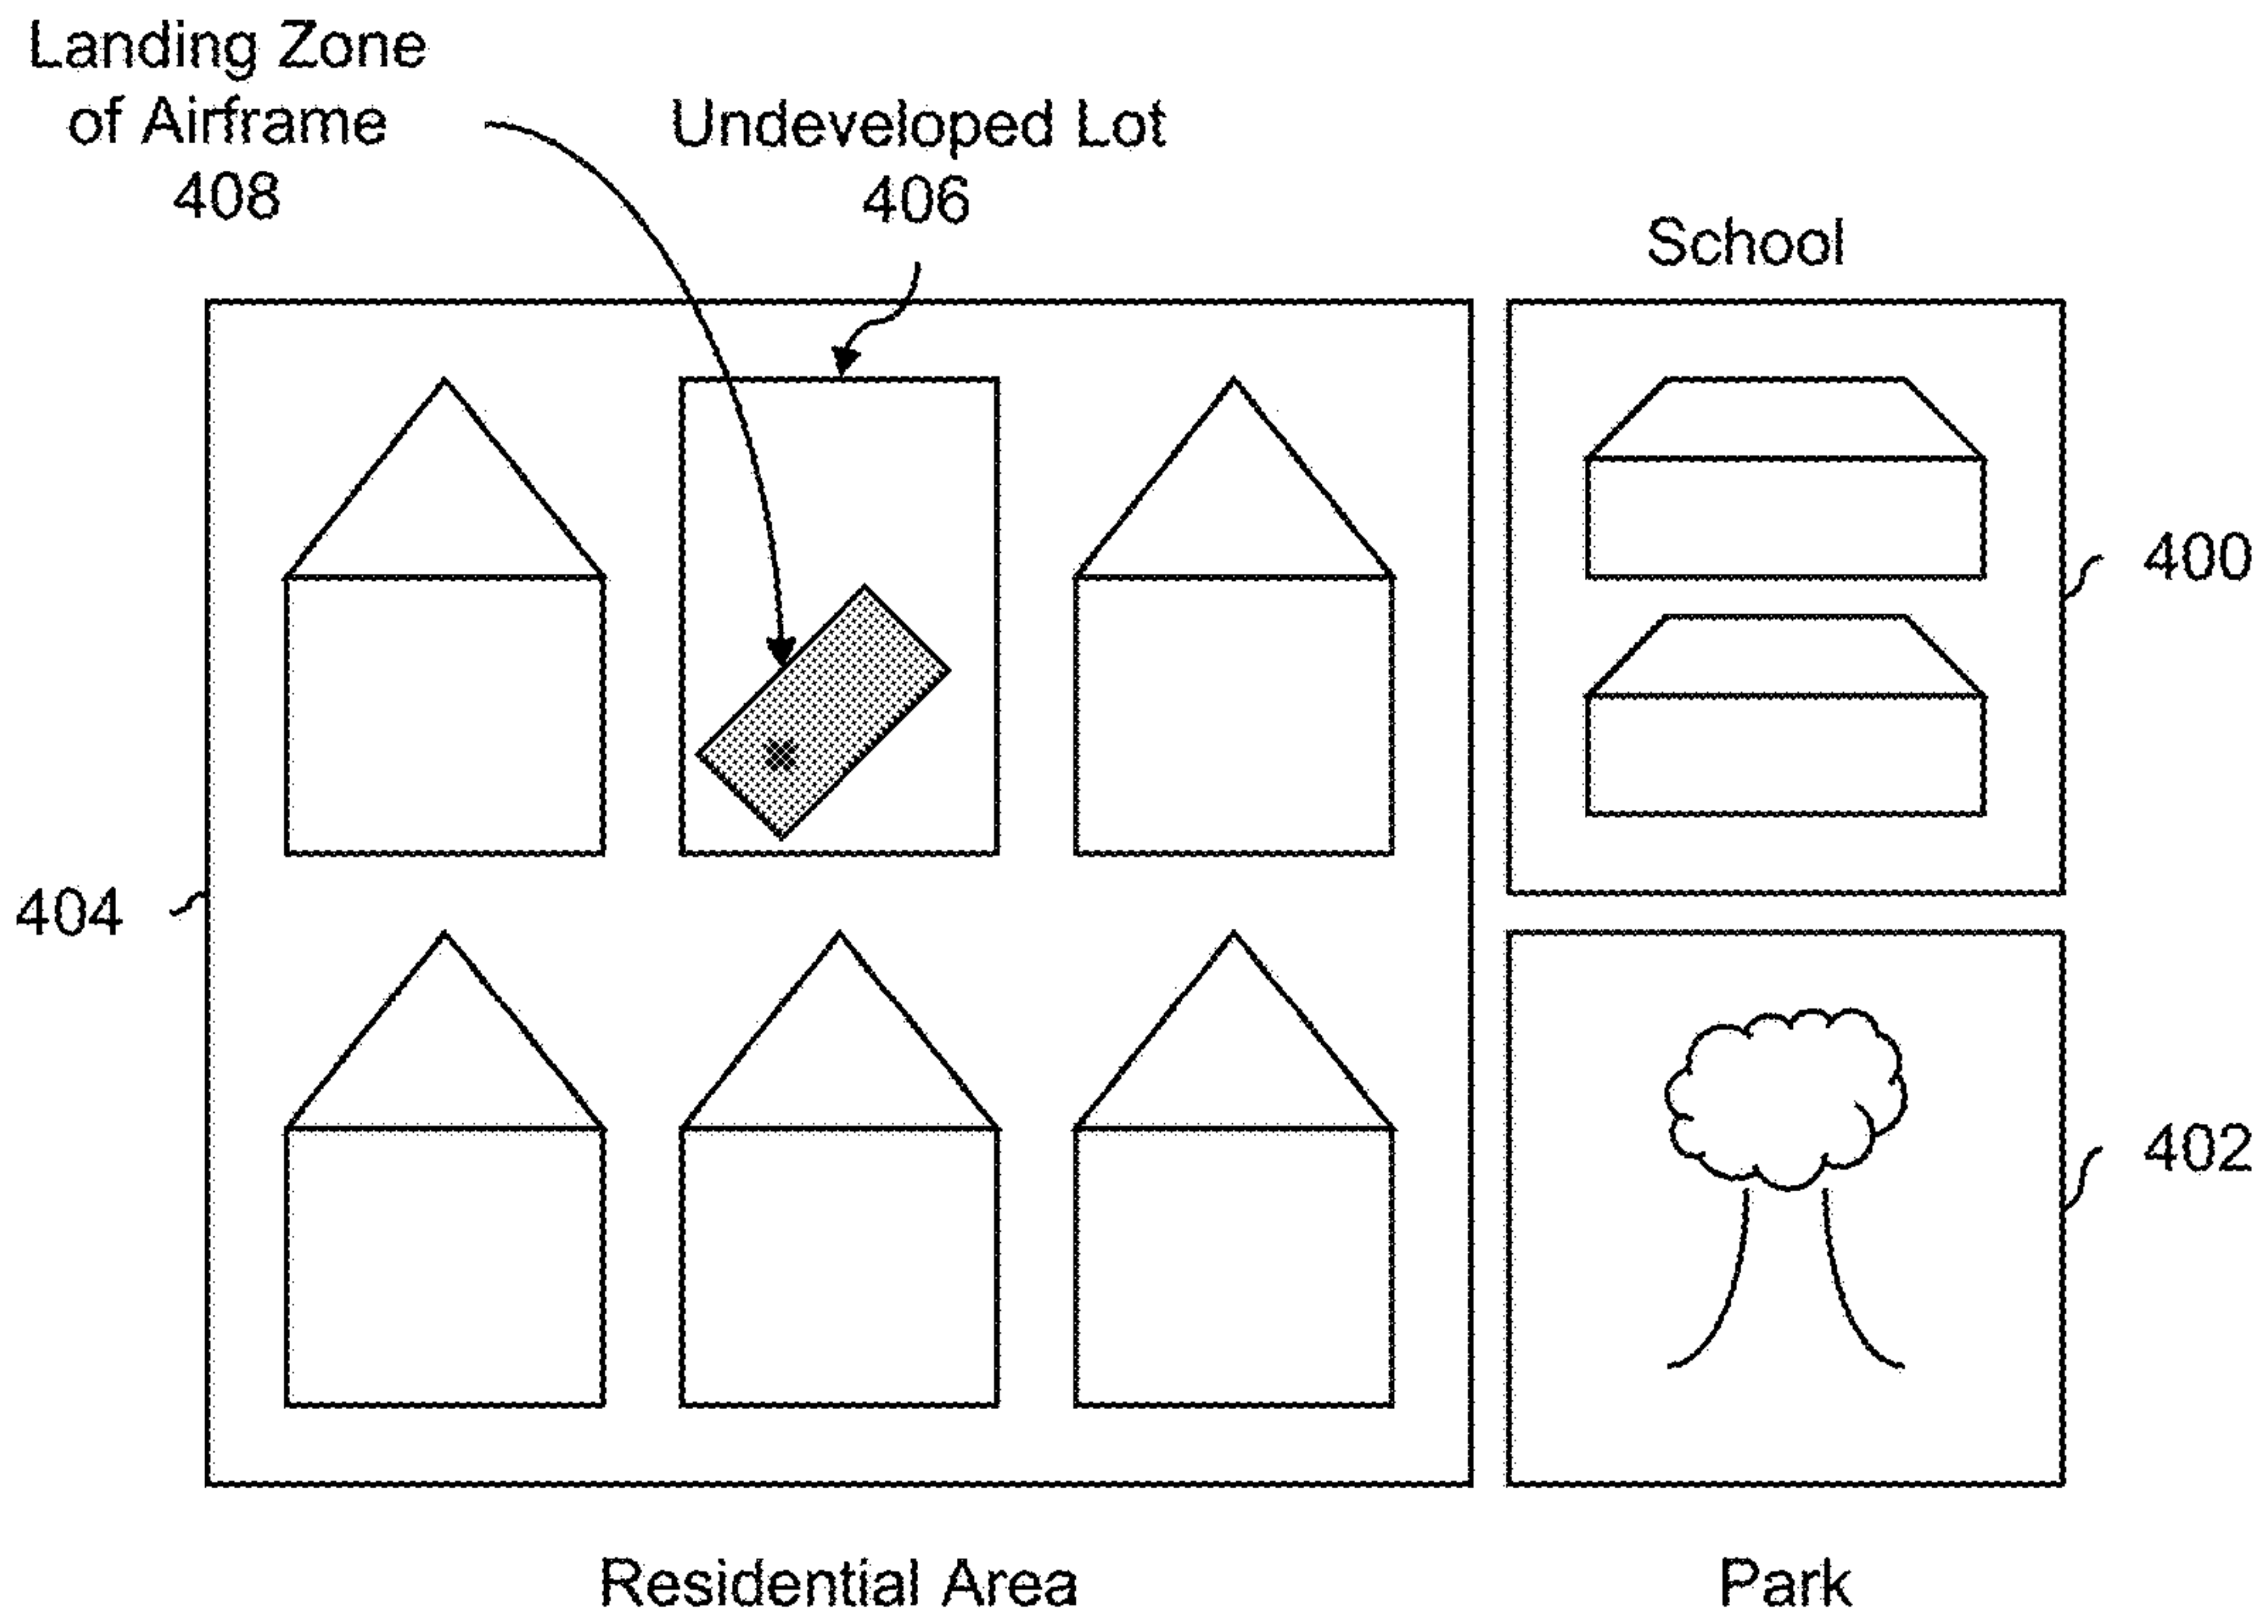 Landing Zone
of Airframe
408
Undeveloped Lot
406
School
400
404
402
Residential Area
Park